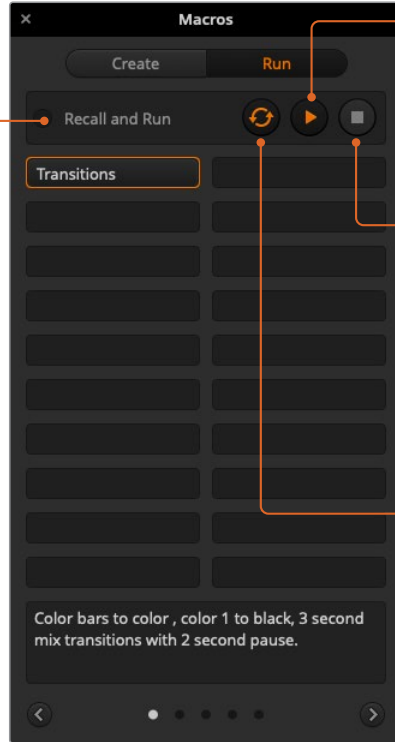 Macros
Create
Run
Recall and Run
Transitions
Color bars to color , color 1 to black, 3 second
mix transitions with 2 second pause.